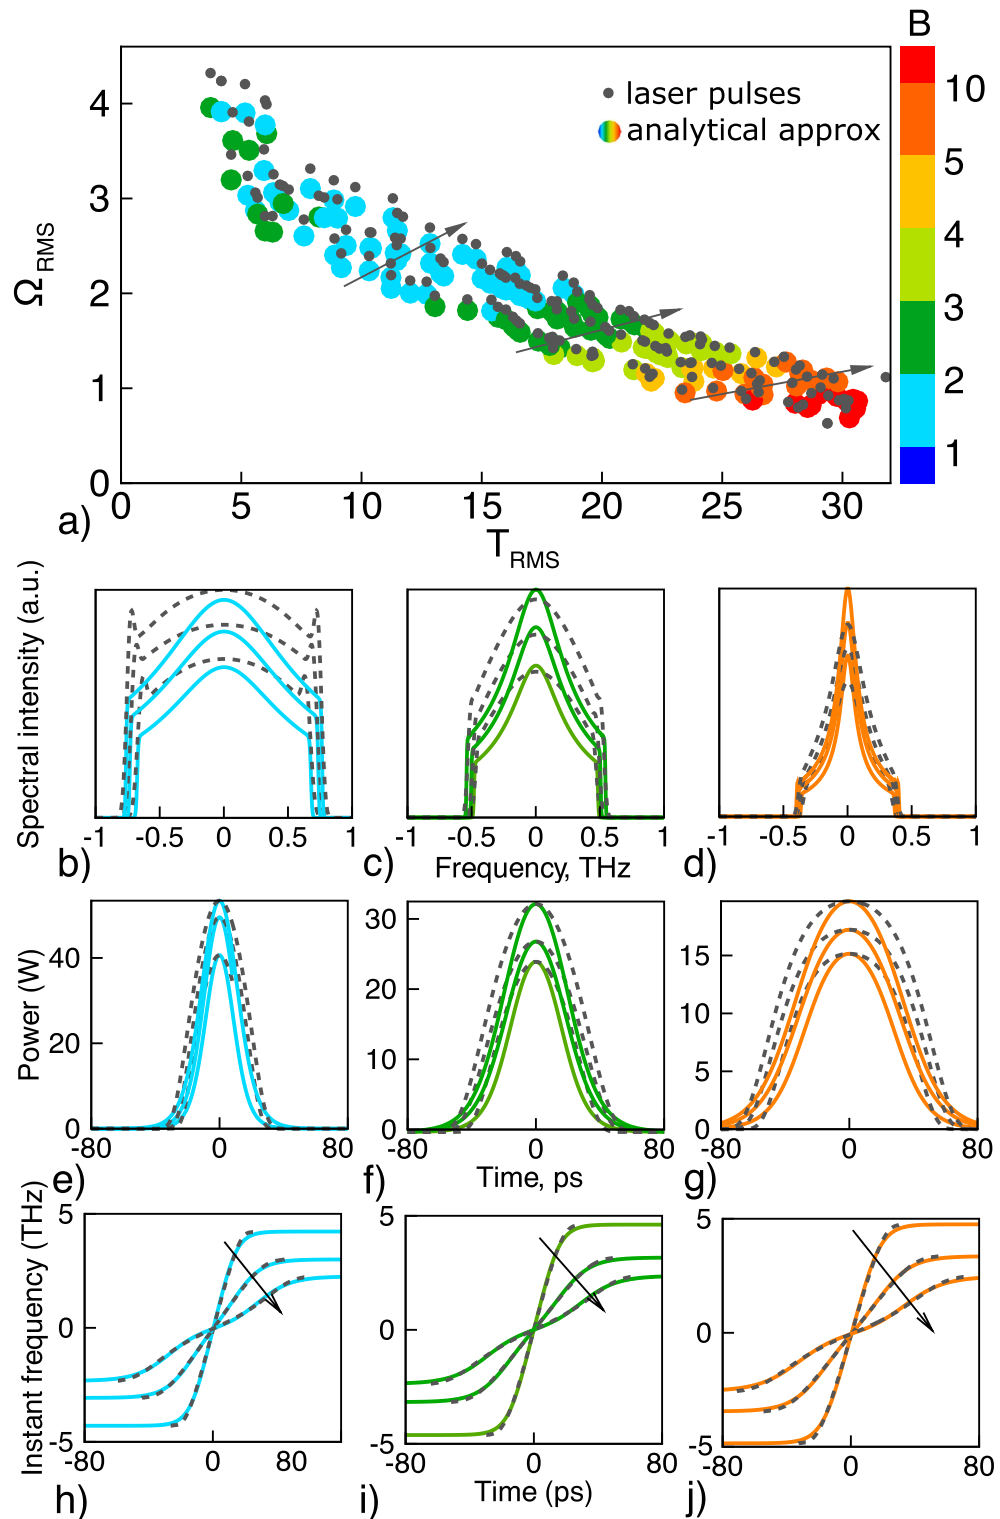 B
4
3
2
1
0
Ω RMS
laser pulses
analytical approx
10
5
4
3
2
1
0 5 10 15 20 25 30
a)
T RMS
Spectral intensity (a.u.)
-1 -0.5 0 0.5 1
-1 -0.5 0 0.5 1
-1 -0.5 0 0.5 1
b)
c)
Frequency, THz
d)
Power (W)
40
20
0
30
20
10
0
15
10
5
0
-80 0 80
-80 0 80
-80 0 80
e)
f)
Time, ps
g)
Instant frequency (THz)
5
0
-5
5
0
-5
5
0
-5
-80 0 80
-80 0 80
-80 0 80
h)
i)
Time (ps)
j)